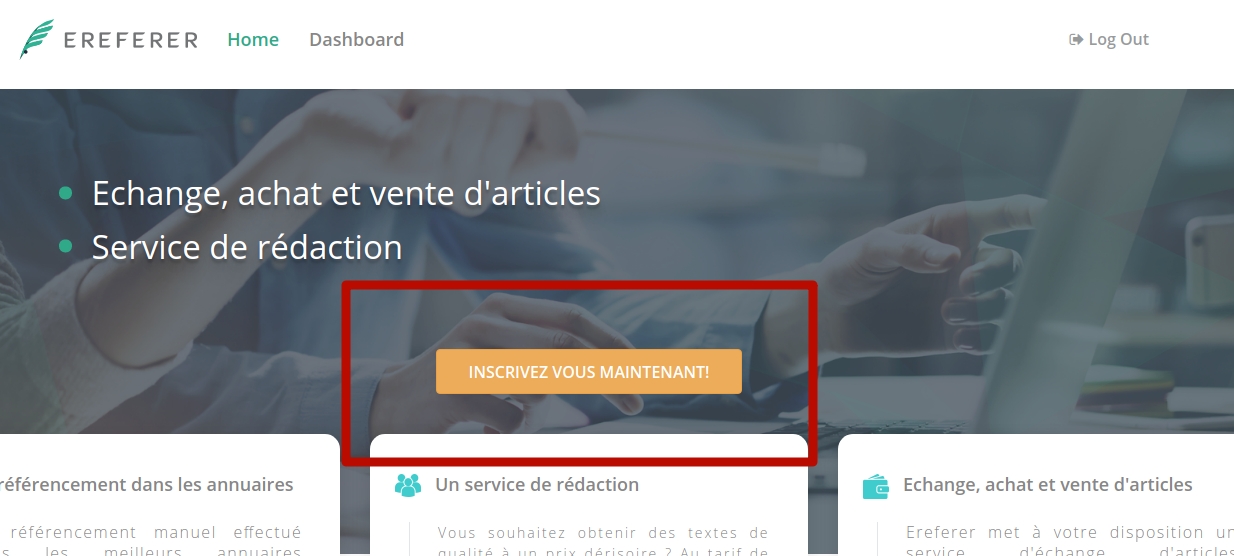 EREFERER Home Dashboard Log Out
Echange, achat et vente d'articles
Service de rédaction
INSCRIVEZ VOUS MAINTENANT!
référencement dans les annuaires
référencement manuel effectué
les meilleurs annuaires
Un service de rédaction
Vous souhaitez obtenir des textes de
qualité à un prix dérisoire ? Au tarif de
Echange, achat et vente d'articles
Ereferer met à votre disposition un
service d'échange d'articles